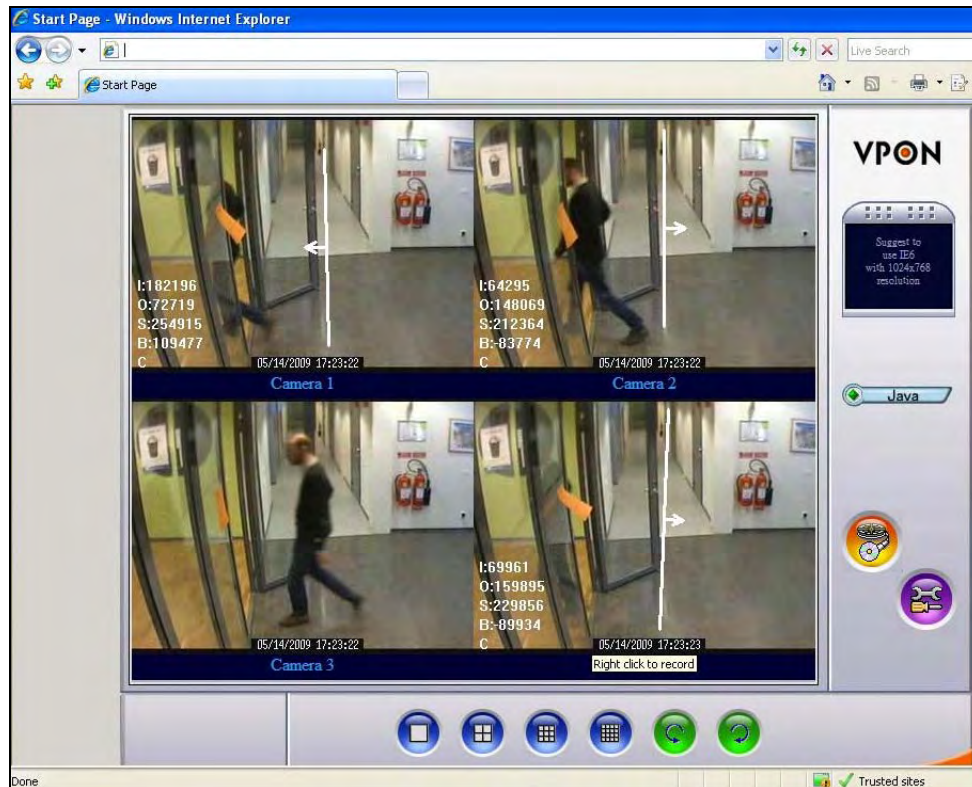 Start Page - Windows Internet Explorer
Live Search
Start Page
VPON
Suggest to
use IE6
with 1024x768
resolution
I:182196
O:72719
S:254915
B:109477
C
05/14/2009 17:23:22
Camera 1
I:64295
O:148069
S:212364
B:-83774
C
05/14/2009 17:23:22
Camera 2
Java
05/14/2009 17:23:22
Camera 3
I:69961
O:159895
S:229856
B:-89934
C
05/14/2009 17:23:23
Right click to record
Done
Trusted sites